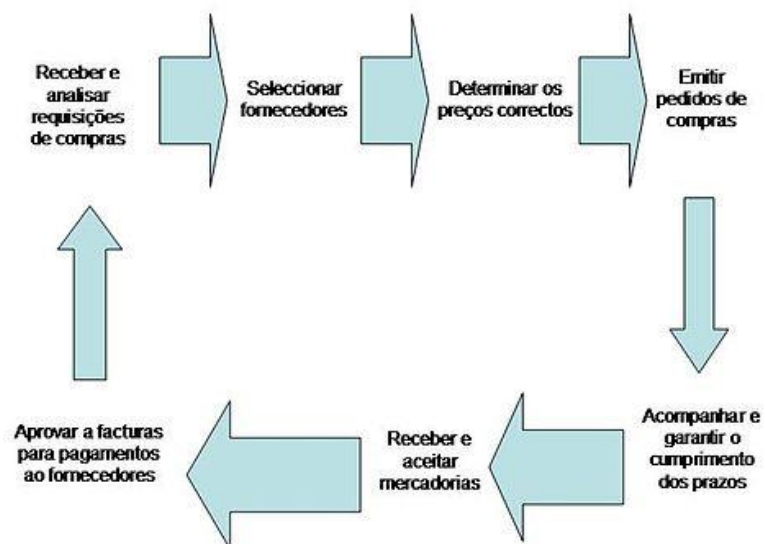 Receber e
analisar
requisições
de compras
Seleccionar
fornecedores
Determinar os
preços correctos
Emitir
pedidos de
compras
Acompanhar e
garantir o
cumprimento
dos prazos
Receber e
aceitar
mercadorias
Aprovar a facturas
para pagamentos
ao fornecedores